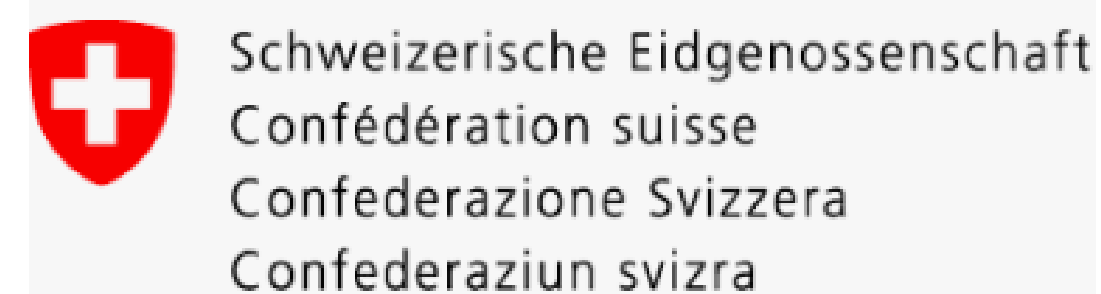 Schweizerische Eidgenossenschaft
Confédération suisse
Confederazione Svizzera
Confederaziun svizra